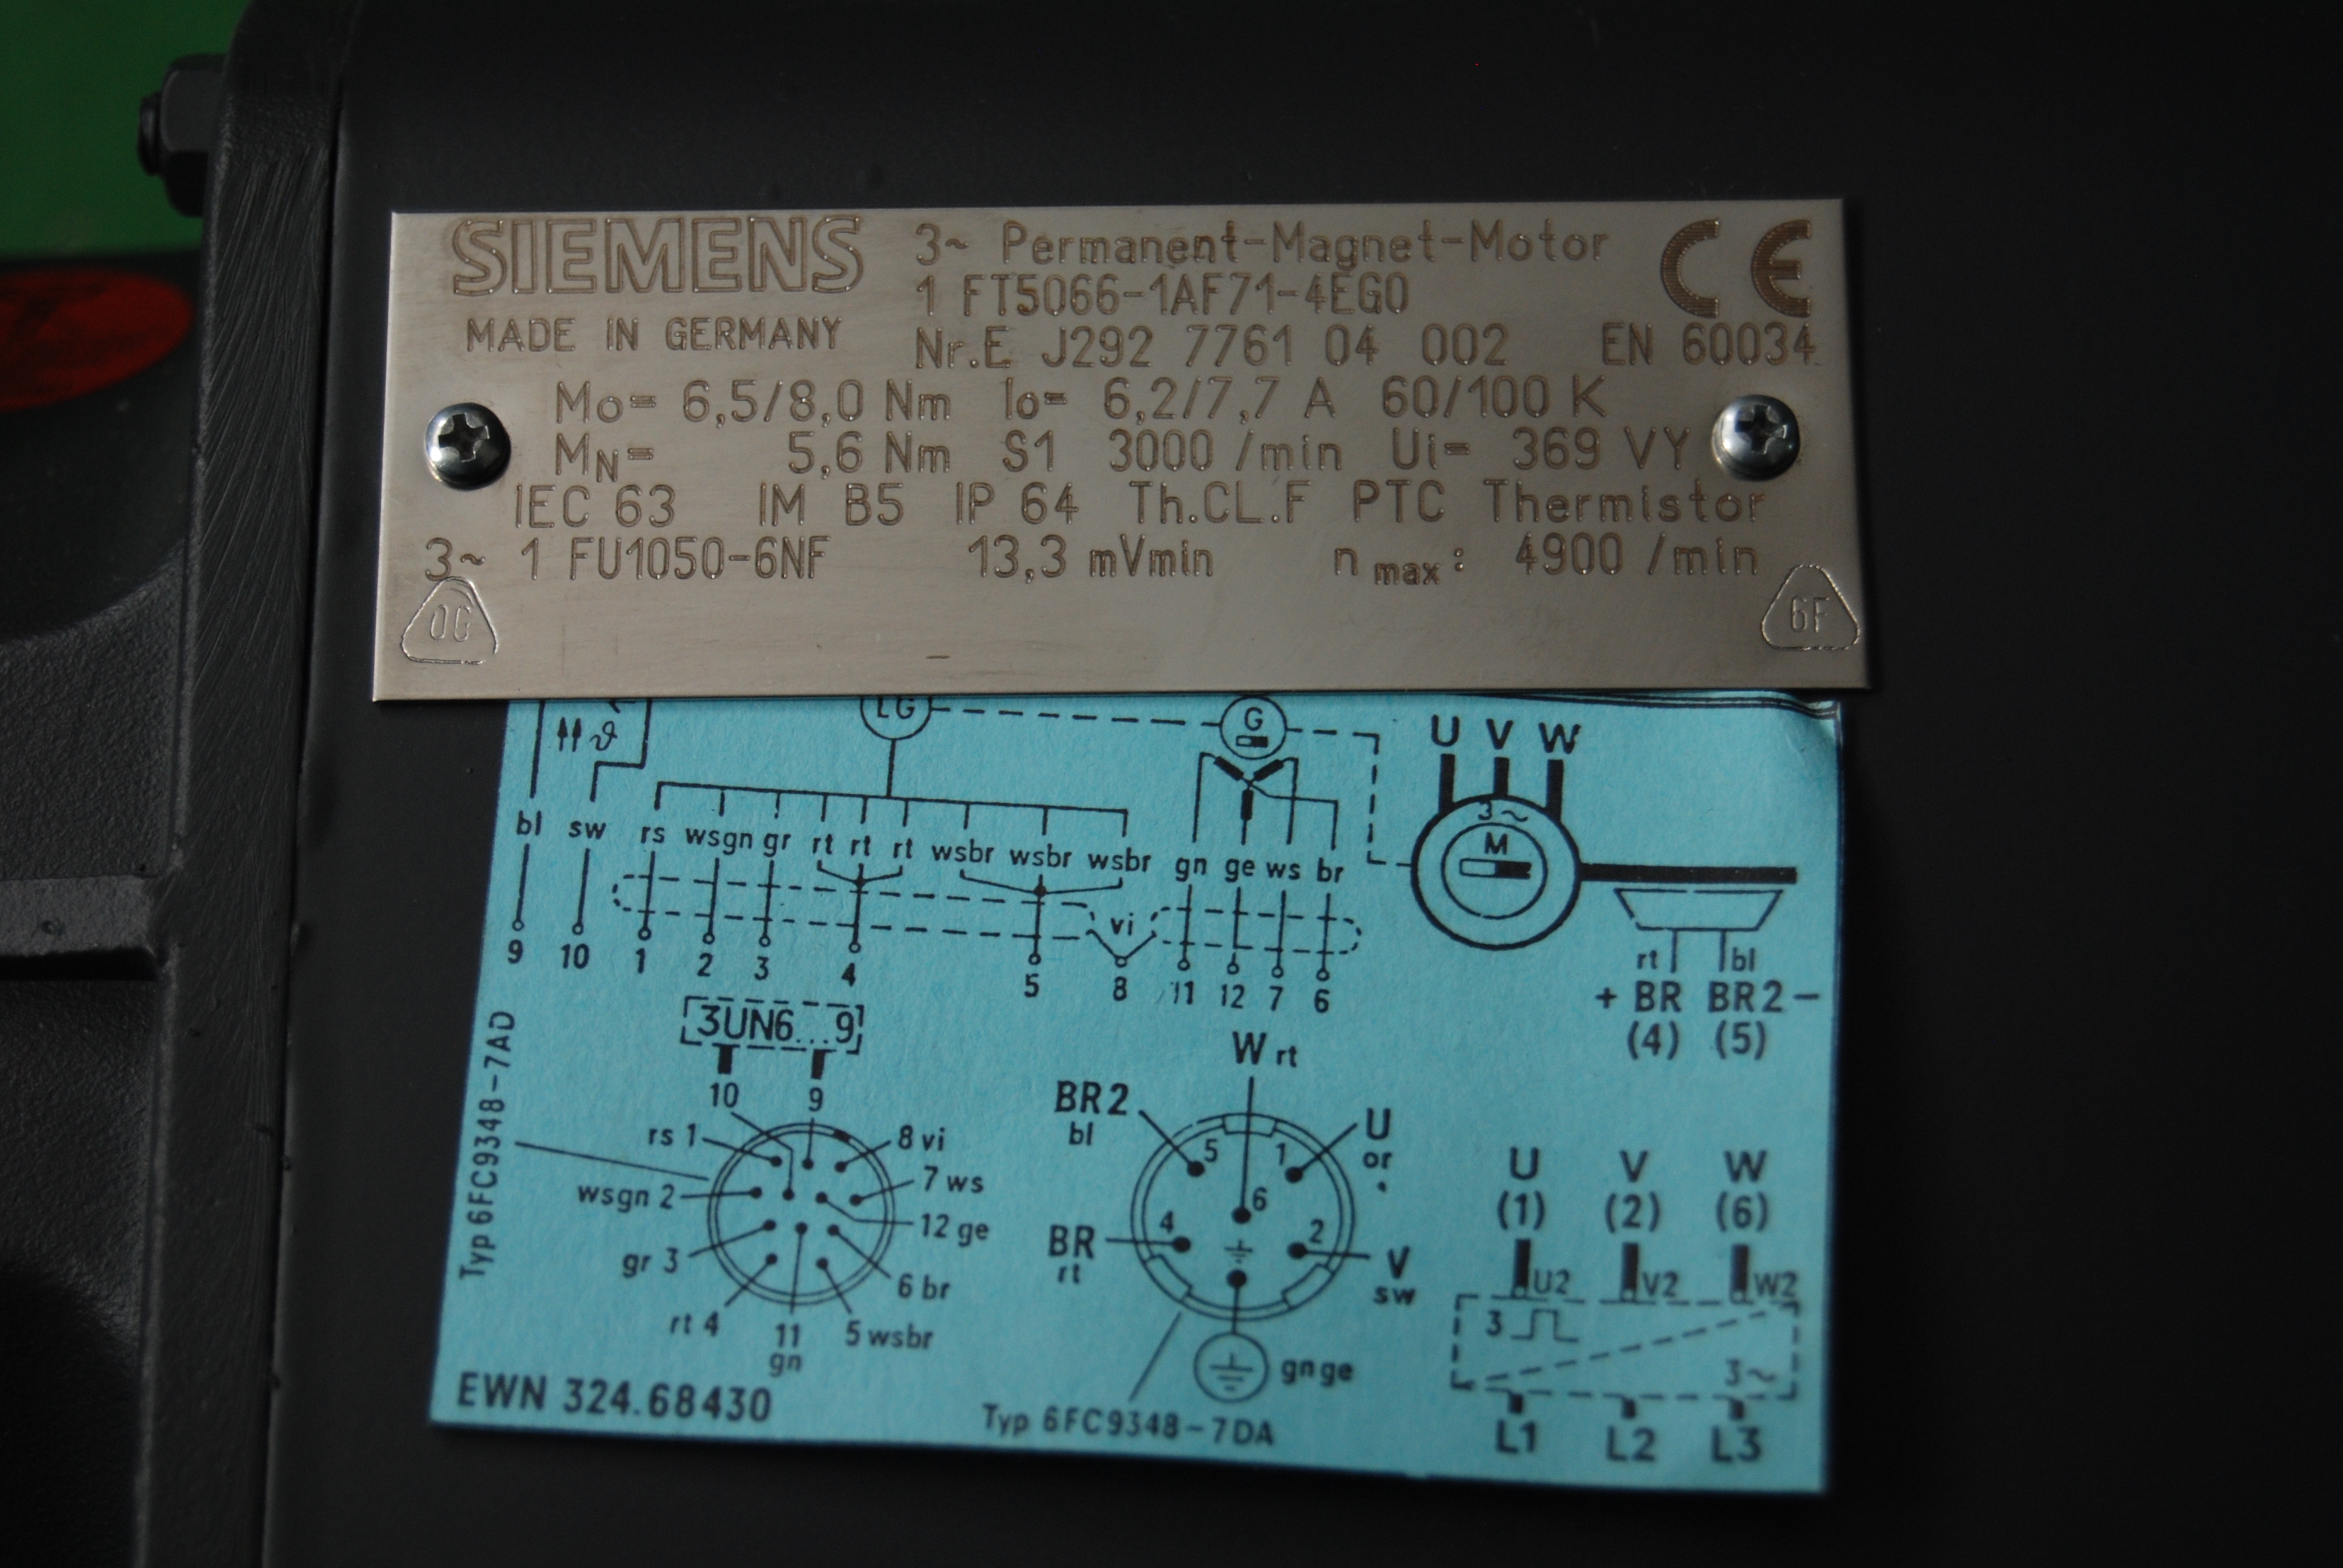 SIEMENS
MADE IN GERMANY
3~ Permanent-Magnet-Motor
CE
1 FT5066-1AF71-4EG0
Nr.E J292 7761 04 002 EN 60034
Mo= 6,5/8,0 Nm Io= 6,2/7,7 A 60/100 K
MN= 5,6 Nm S1 3000 /min Ui= 369 VY
IEC 63 IM B5 IP 64 Th.CL.F PTC Thermistor
3~ 1 FU1050-6NF 13,3 mVmin n max: 4900 /min
6F
LG G U V W
ϑ
3~
M
bl sw rs wsgn gr rt rt rt wsbr wsbr wsbr gn ge ws br
vi
9 10 1 2 3 4 5 8 11 12 7 6
rt bl
+ BR BR2 -
(4) (5)
3UN6...9
10 9
rs 1 8 vi
wsgn 2 7 ws
12 ge
gr 3 6 br
rt 4 11 gn 5 wsbr
Typ 6FC9348-7AD
W rt
BR2 bl
U or
5 1
6
4 2
BR rt
V sw
gnge
Typ 6FC9348-7DA
U V W
(1) (2) (6)
U2 V2 W2
3
3~
L1 L2 L3
EWN 324.68430